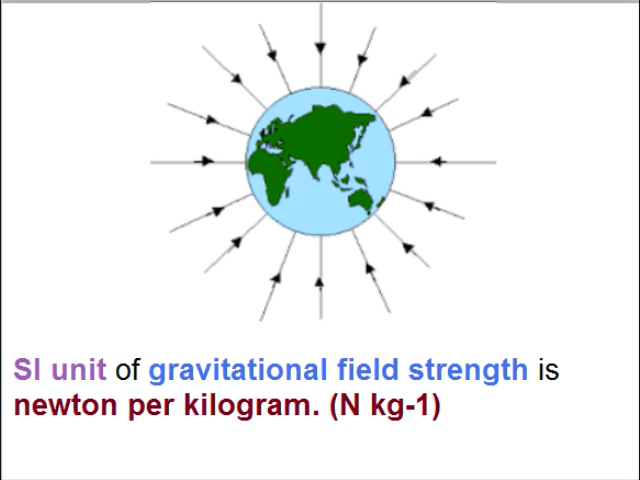 SI unit of gravitational field strength is
newton per kilogram. (N kg-1)